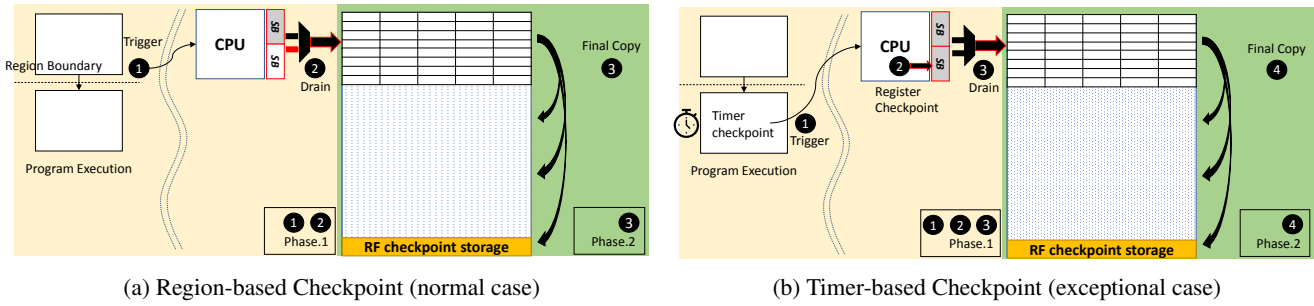 Trigger
1
Region Boundary
Program Execution
CPU
SB
SB
2
Drain
Final Copy
3
1 2
Phase.1
3
Phase.2
RF checkpoint storage
(a) Region-based Checkpoint (normal case)
Timer
checkpoint
1
Trigger
Program Execution
CPU
2
Register
Checkpoint
SB
SB
3
Drain
Final Copy
4
1 2 3
Phase.1
4
Phase.2
RF checkpoint storage
(b) Timer-based Checkpoint (exceptional case)